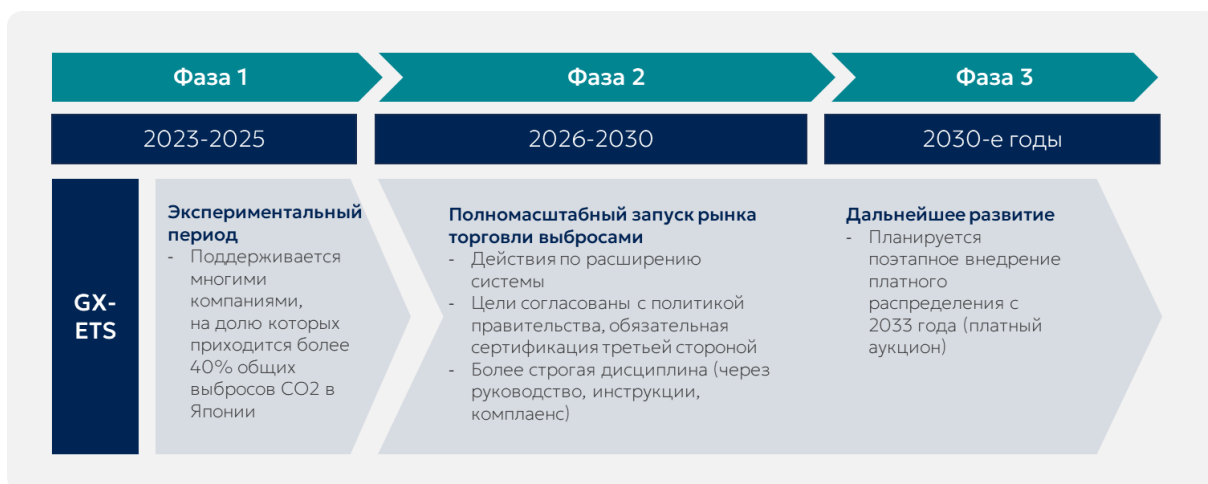 Фаза 1
Фаза 2
Фаза 3
2023-2025
2026-2030
2030-е годы
GX-
ETS
Экспериментальный
период
- Поддерживается
многими
компаниями,
на долю которых
приходится более
40% общих
выбросов CO2 в
Японии
Полномасштабный запуск рынка
торговли выбросами
- Действия по расширению
системы
- Цели согласованы с политикой
правительства, обязательная
сертификация третьей стороной
- Более строгая дисциплина (через
руководство, инструкции,
комплаенс)
Дальнейшее развитие
- Планируется
поэтапное внедрение
платного
распределения с
2033 года (платный
аукцион)